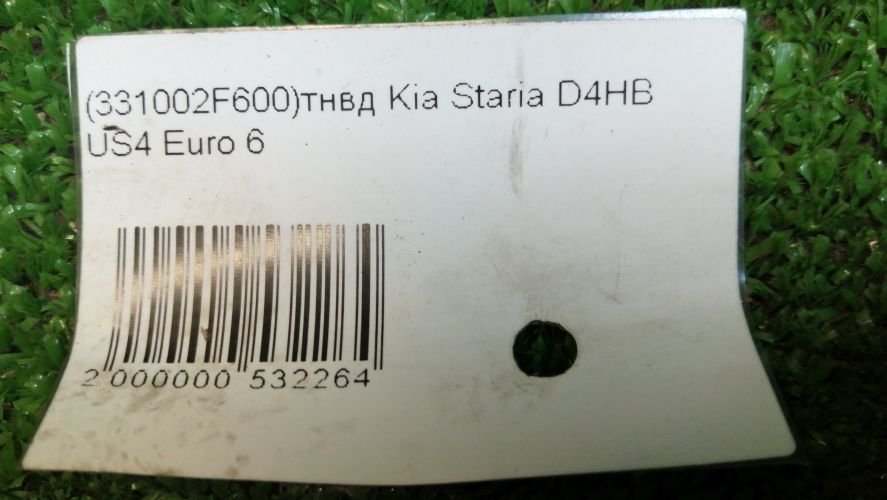 (331002F600)тнвд Kia Staria D4HB
US4 Euro 6
2 000000 532264